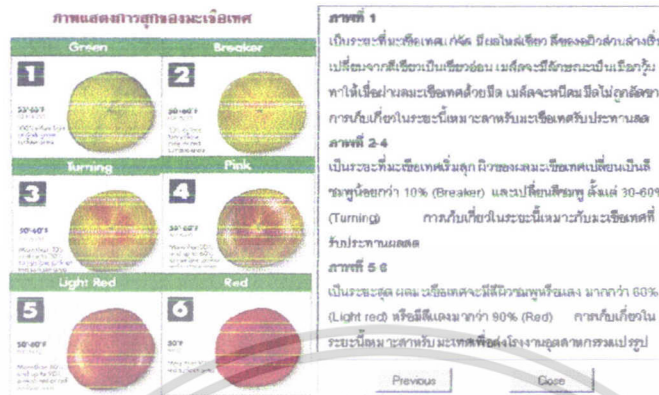 ภาพแสดงการสุกของมะเขือเทศ
Green
Breaker
1
2
Turning
Pink
3
4
Light Red
Red
5
6
ภาพที่ 1
เป็นระยะที่มะเขือเทศแก่จัด มีผลใหญ่เขียว สีของผิวส่วนล่างเริ่ม
เปลี่ยนจากสีเขียวเป็นเขียวอ่อน เมล็ดจะมีลักษณะเป็นเมือกวุ้น
ทำให้เมื่อผ่าผลมะเขือเทศด้วยมีด เมล็ดจะหนีคมมีดไม่ถูกตัดขาด
การเก็บเกี่ยวในระยะนี้เหมาะสำหรับมะเขือเทศรับประทานสด
ภาพที่ 2-4
เป็นระยะที่มะเขือเทศเริ่มสุก ผิวของผลมะเขือเทศเปลี่ยนเป็นสี
ชมพูน้อยกว่า 10% (Breaker) และเปลี่ยนสีชมพู ตั้งแต่ 30-60%
(Turning) การเก็บเกี่ยวในระยะนี้เหมาะกับมะเขือเทศที่
รับประทานผลสด
ภาพที่ 5-6
เป็นระยะสุด ผลมะเขือเทศจะมีสีผิวชมพูหรือแดง มากกว่า 60%
(Light red) หรือมีสีแดงมากกว่า 90% (Red) การเก็บเกี่ยวใน
ระยะนี้เหมาะสำหรับมะเทศเพื่อส่งโรงงานอุตสาหกรรมแปรรูป
Previous
Close